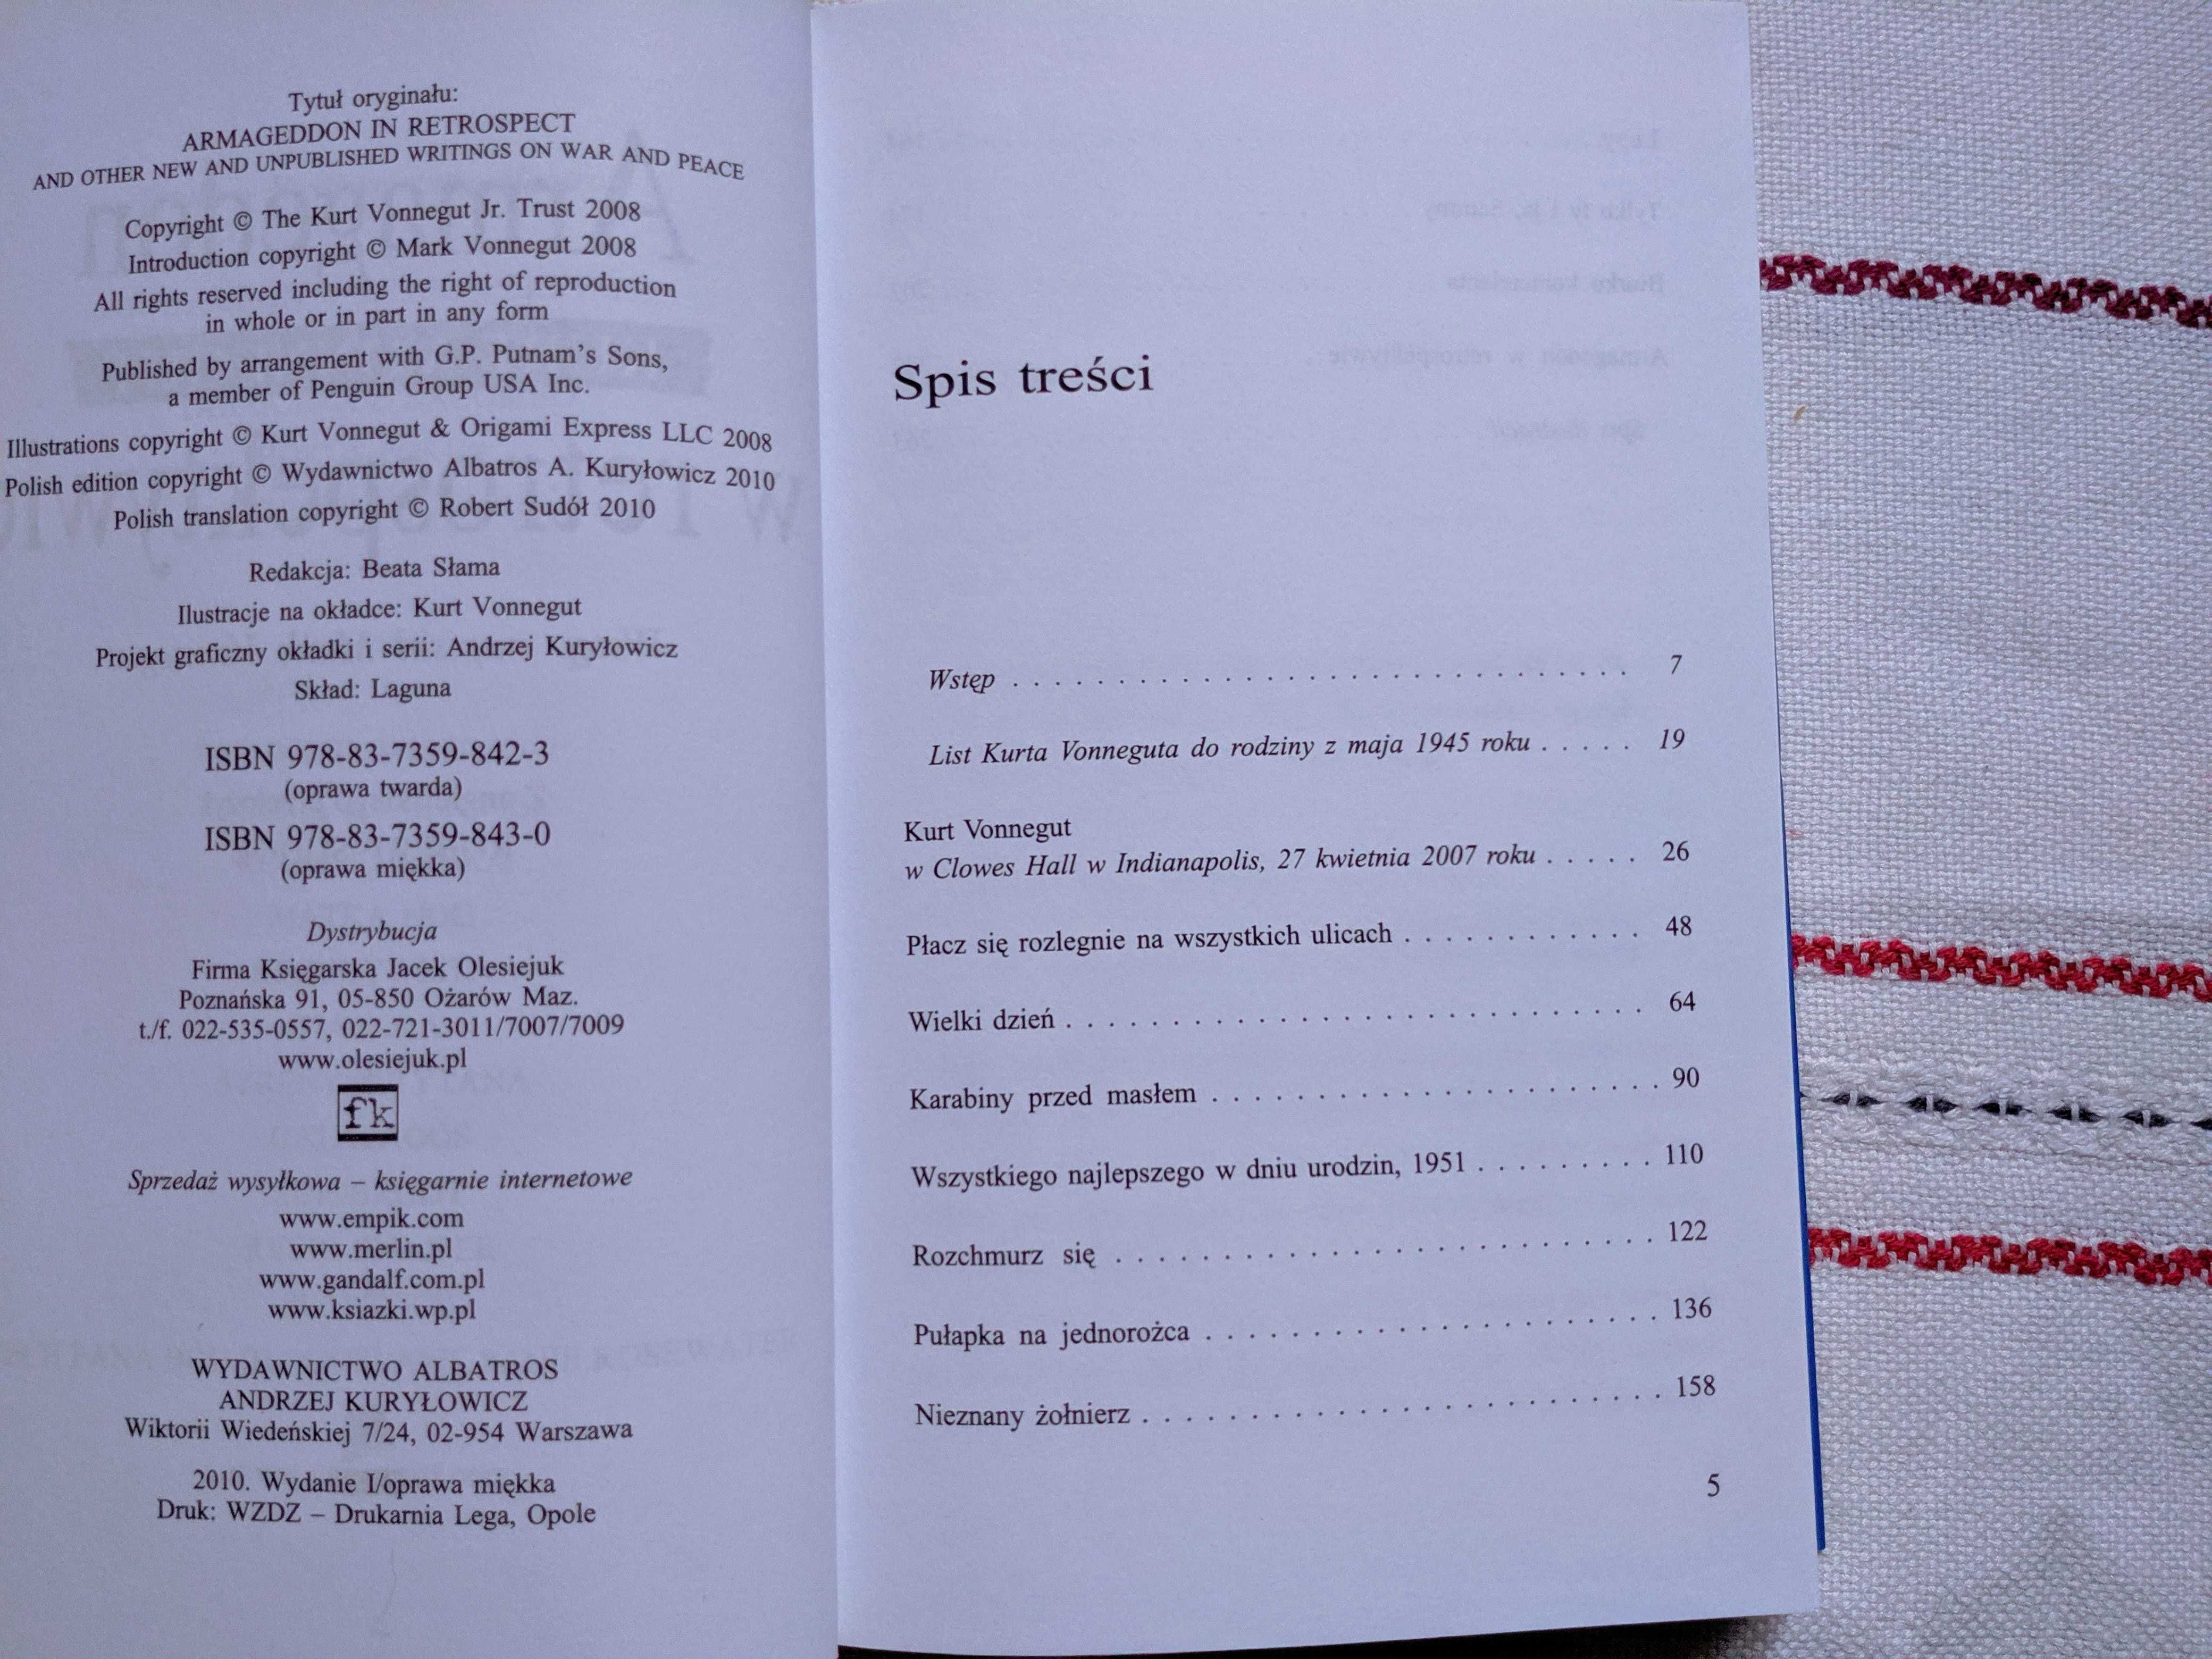 Tytuł oryginału:
ARMAGEDDON IN RETROSPECT
AND OTHER NEW AND UNPUBLISHED WRITINGS ON WAR AND PEACE
Copyright © The Kurt Vonnegut Jr. Trust 2008
Introduction copyright © Mark Vonnegut 2008
All rights reserved including the right of reproduction
in whole or in part in any form
Published by arrangement with G.P. Putnam's Sons,
a member of Penguin Group USA Inc.
Illustrations copyright © Kurt Vonnegut & Origami Express LLC 2008
Polish edition copyright © Wydawnictwo Albatros A. Kuryłowicz 2010
Polish translation copyright © Robert Sudół 2010
Redakcja: Beata Słama
Ilustracje na okładce: Kurt Vonnegut
Projekt graficzny okładki i serii: Andrzej Kuryłowicz
Skład: Laguna
ISBN 978-83-7359-842-3
(oprawa twarda)
ISBN 978-83-7359-843-0
(oprawa miękka)
Dystrybucja
Firma Księgarska Jacek Olesiejuk
Poznańska 91, 05-850 Ożarów Maz.
t./f. 022-535-0557, 022-721-3011/7007/7009
www.olesiejuk.pl
fk
Sprzedaż wysyłkowa – księgarnie internetowe
www.empik.com
www.merlin.pl
www.gandalf.com.pl
www.ksiazki.wp.pl
WYDAWNICTWO ALBATROS
ANDRZEJ KURYŁOWICZ
Wiktorii Wiedeńskiej 7/24, 02-954 Warszawa
2010. Wydanie I/oprawa miękka
Druk: WZDZ – Drukarnia Lega, Opole
Spis treści
Wstęp . . . . . . . . . . . . . . . . . . . . . . . . . . . . . . 7
List Kurta Vonneguta do rodziny z maja 1945 roku . . . . . 19
Kurt Vonnegut
w Clowes Hall w Indianapolis, 27 kwietnia 2007 roku . . . . . 26
Płacz się rozlegnie na wszystkich ulicach . . . . . . . . . . . . 48
Wielki dzień . . . . . . . . . . . . . . . . . . . . . . . . . . . . 64
Karabiny przed masłem . . . . . . . . . . . . . . . . . . . . . . 90
Wszystkiego najlepszego w dniu urodzin, 1951 . . . . . . . . . 110
Rozchmurz się . . . . . . . . . . . . . . . . . . . . . . . . . . 122
Pułapka na jednorożca . . . . . . . . . . . . . . . . . . . . . . 136
Nieznany żołnierz . . . . . . . . . . . . . . . . . . . . . . . . . 158
5